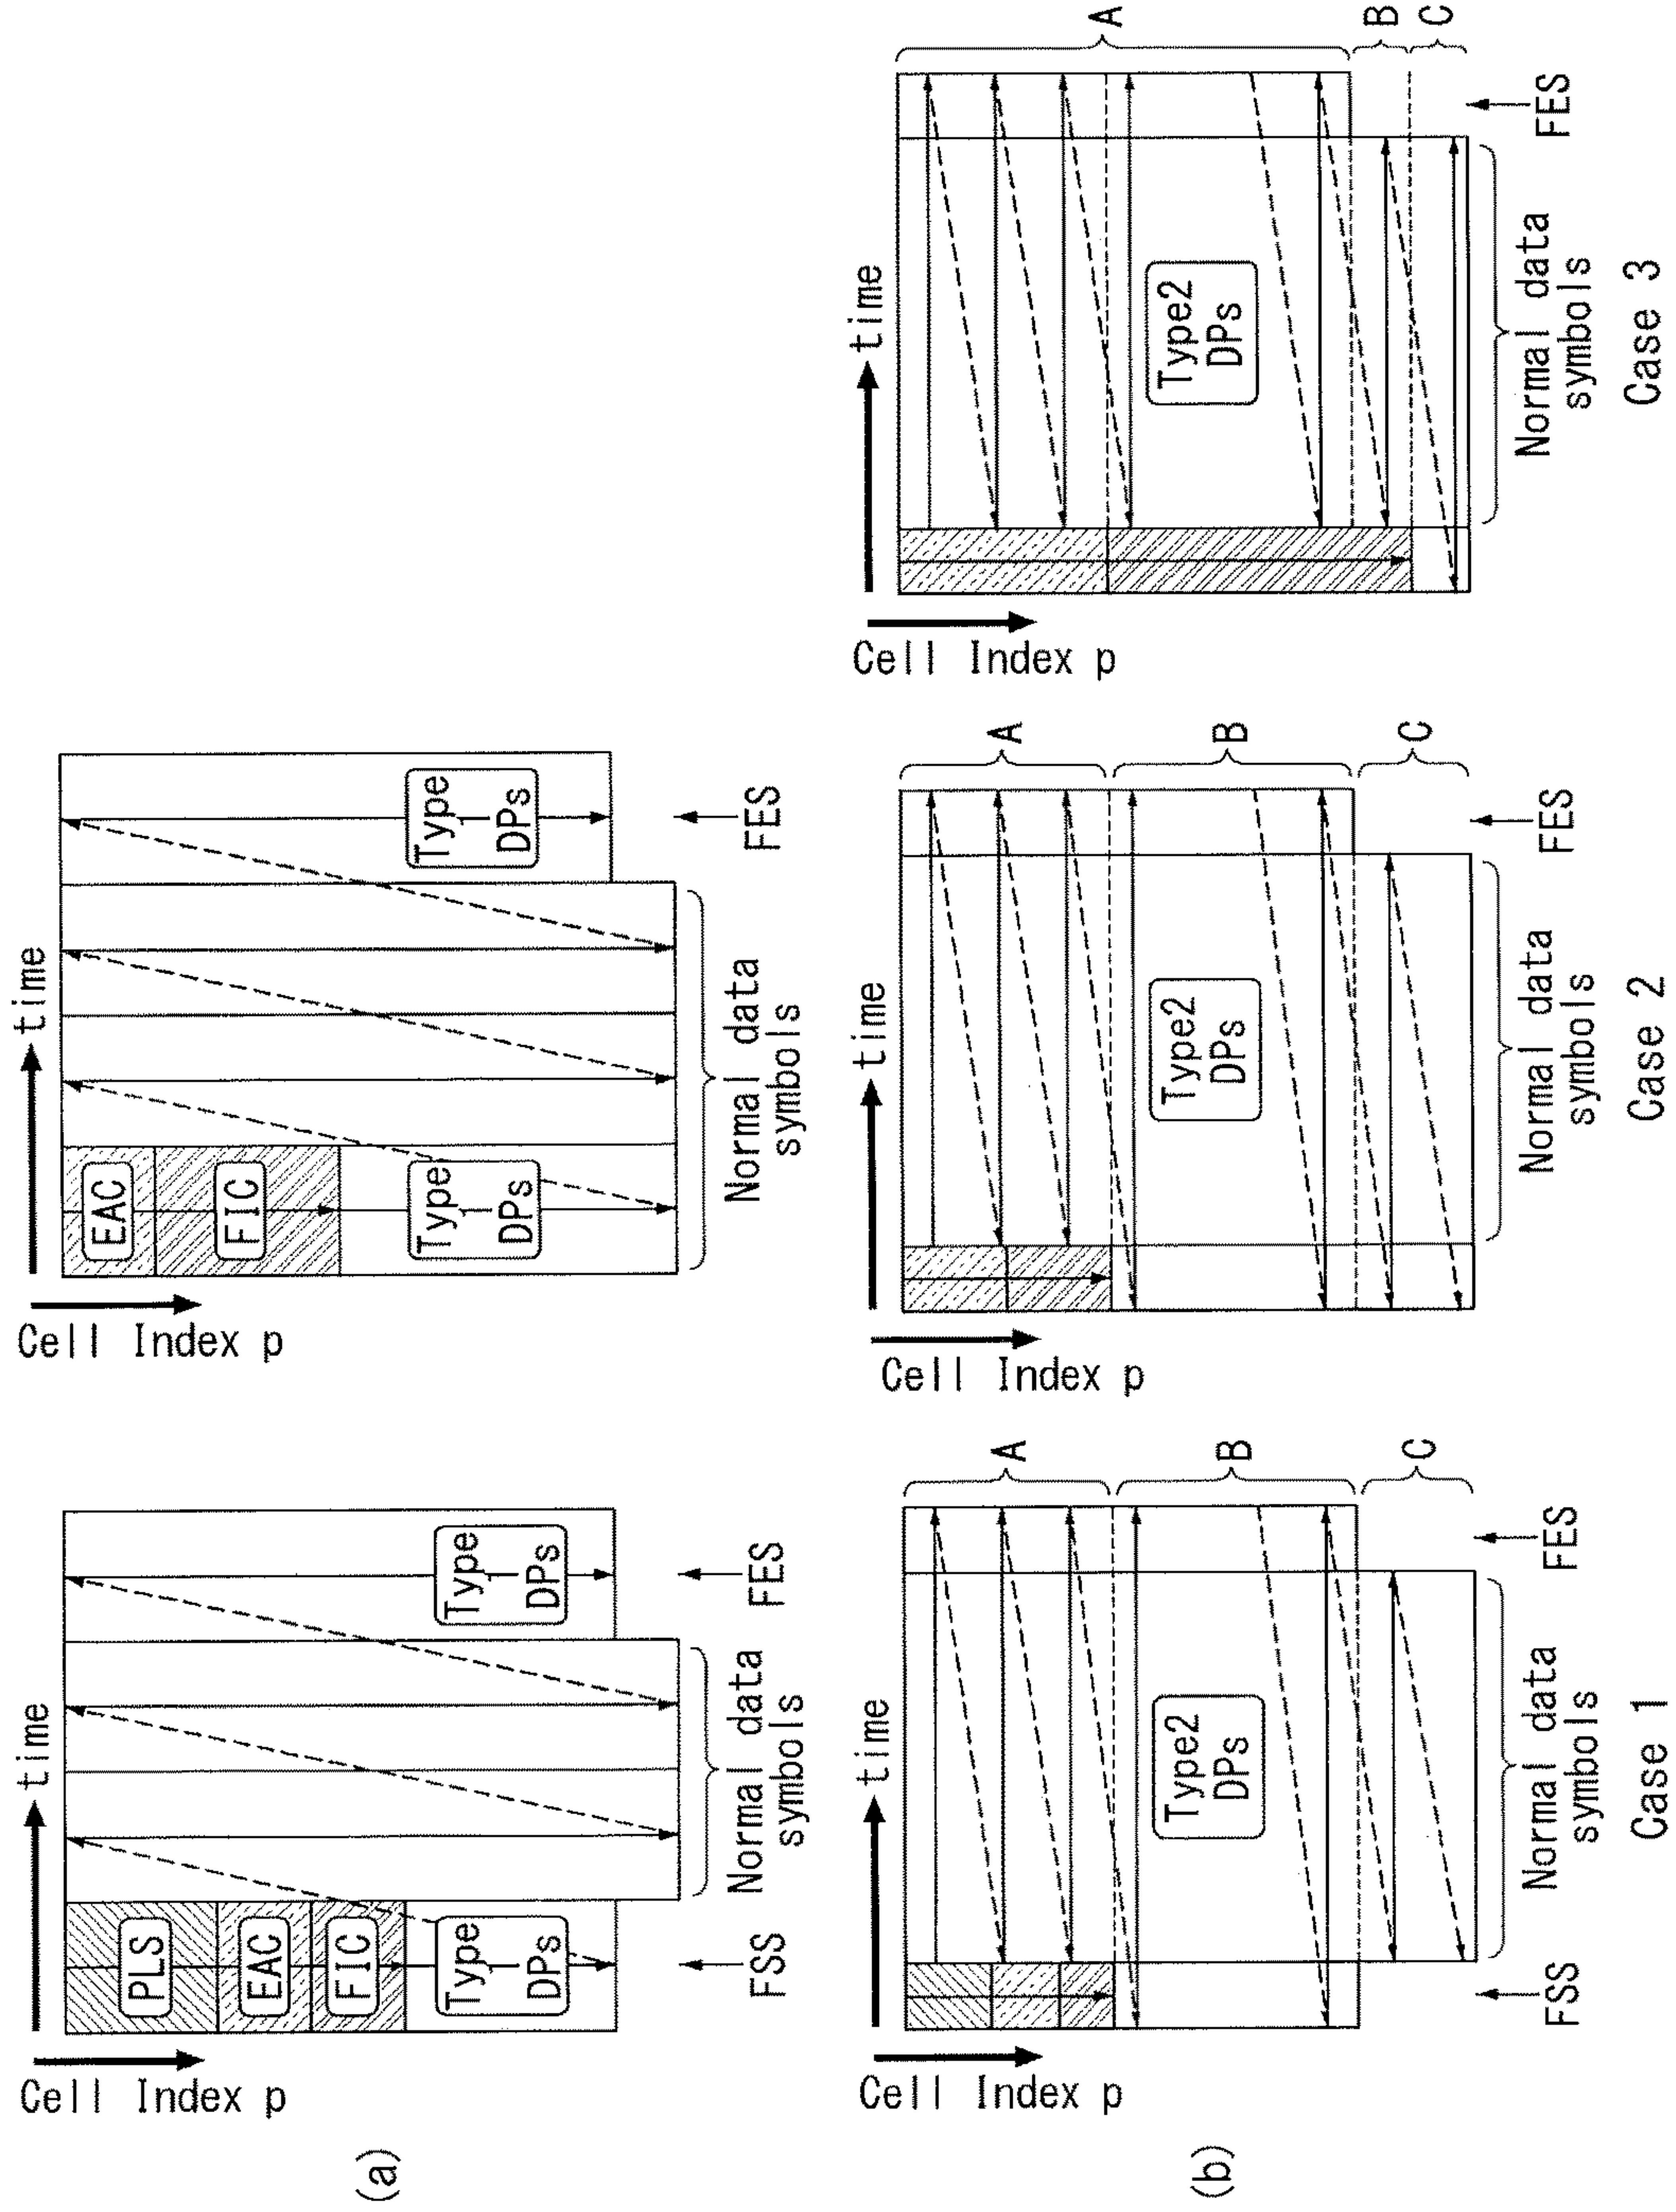 (a)
Cell Index p
time
PLS
EAC
FIC
Type
1
DPs
Type
1
DPs
FSS
Normal data
symbols
FES
Cell Index p
time
EAC
FIC
Type
1
DPs
Type
1
DPs
Normal data
symbols
FES
(b)
Cell Index p
time
Type2
DPs
A
B
C
FSS
Normal data
symbols
FES
Case 1
Cell Index p
time
Type2
DPs
A
B
C
Normal data
symbols
FES
Case 2
Cell Index p
time
Type2
DPs
A
B
C
Normal data
symbols
FES
Case 3